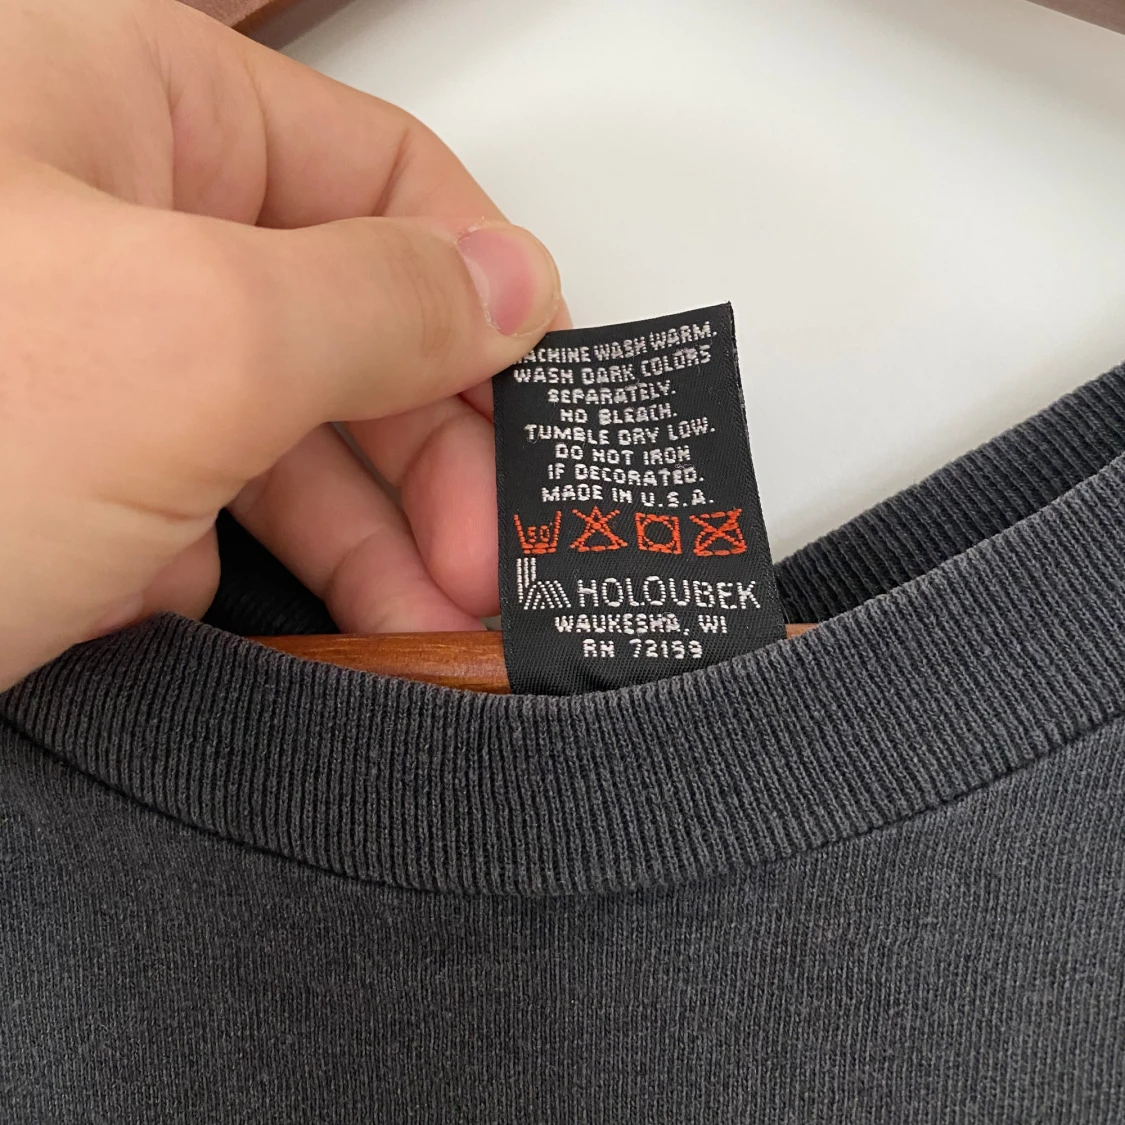 MACHINE WASH WARM.
WASH DARK COLORS
SEPARATELY.
NO BLEACH.
TUMBLE DRY LOW.
DO NOT IRON
IF DECORATED.
MADE IN U.S.A.
50°
HOLOUBEK
WAUKESHA, WI
RN 72159